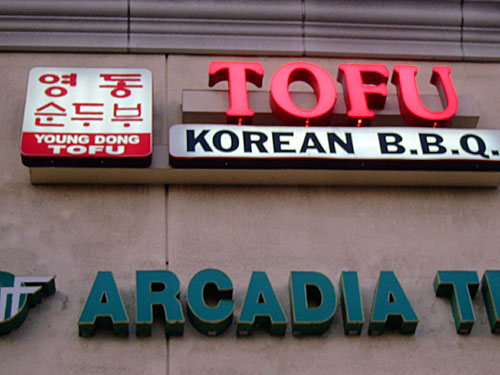 영동
순두부
YOUNG DONG
TOFU
TOFU
KOREAN B.B.Q.
ARCADIA